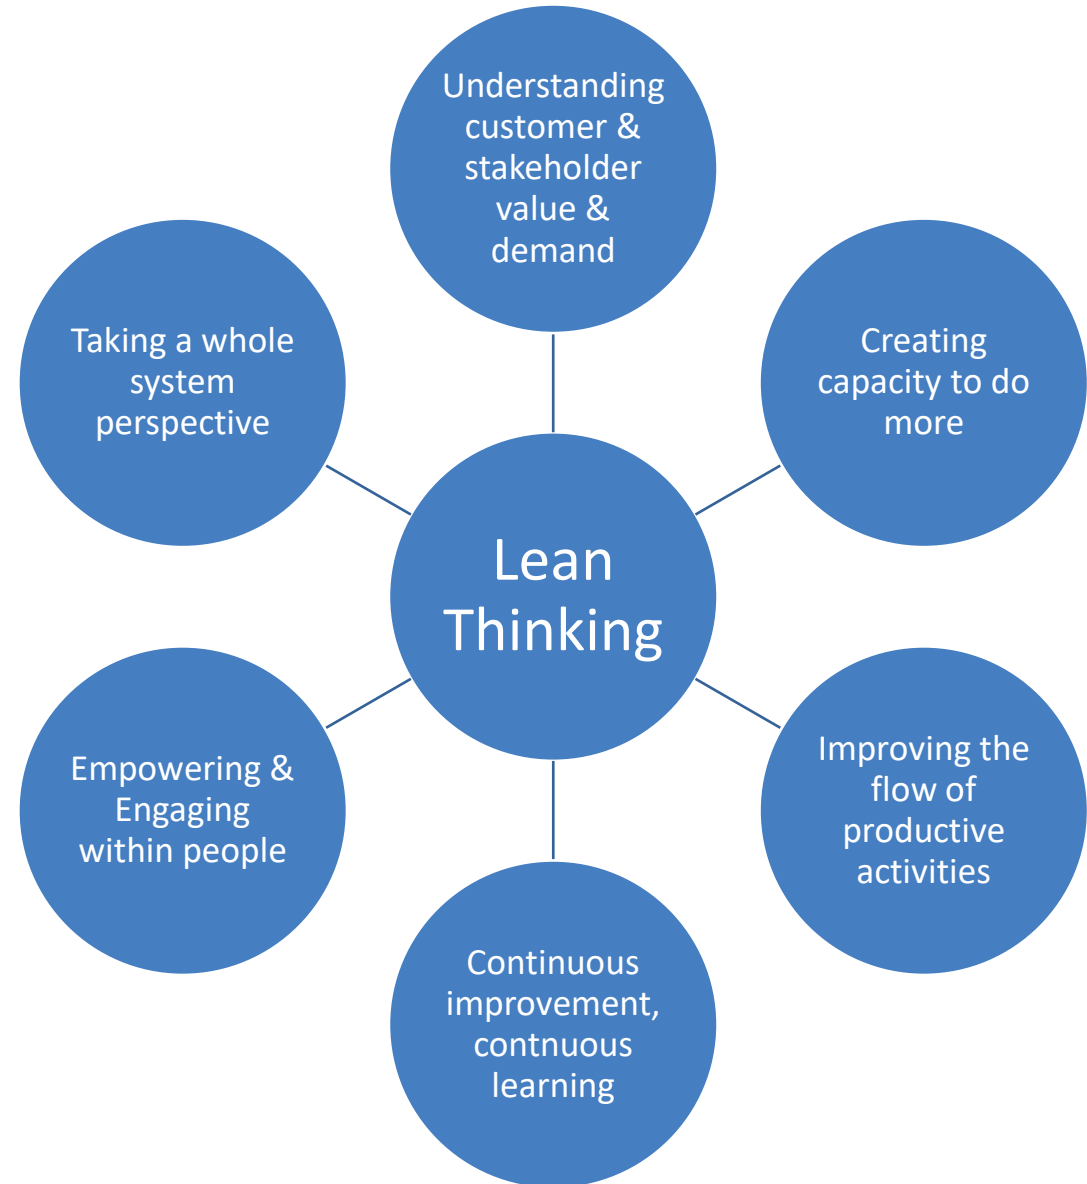 Understanding
customer &
stakeholder
value &
demand
Creating
capacity to do
more
Improving the
flow of
productive
activities
Continuous
improvement,
contnuous
learning
Empowering &
Engaging
within people
Taking a whole
system
perspective
Lean
Thinking